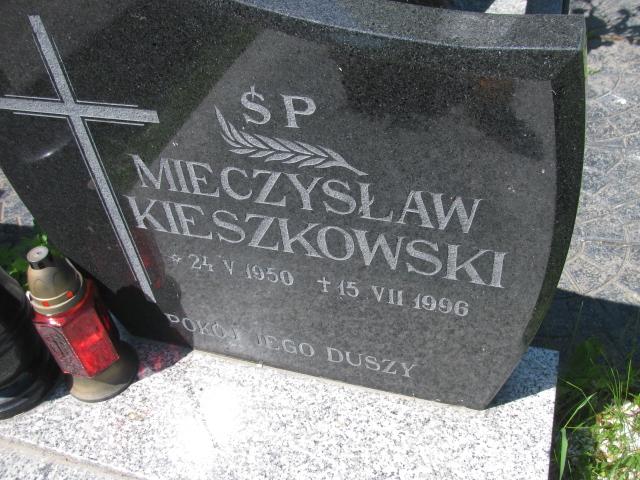 ŚP
MIECZYSŁAW
KIESZKOWSKI
* 24 V 1950 † 15 VII 1996
POKÓJ JEGO DUSZY